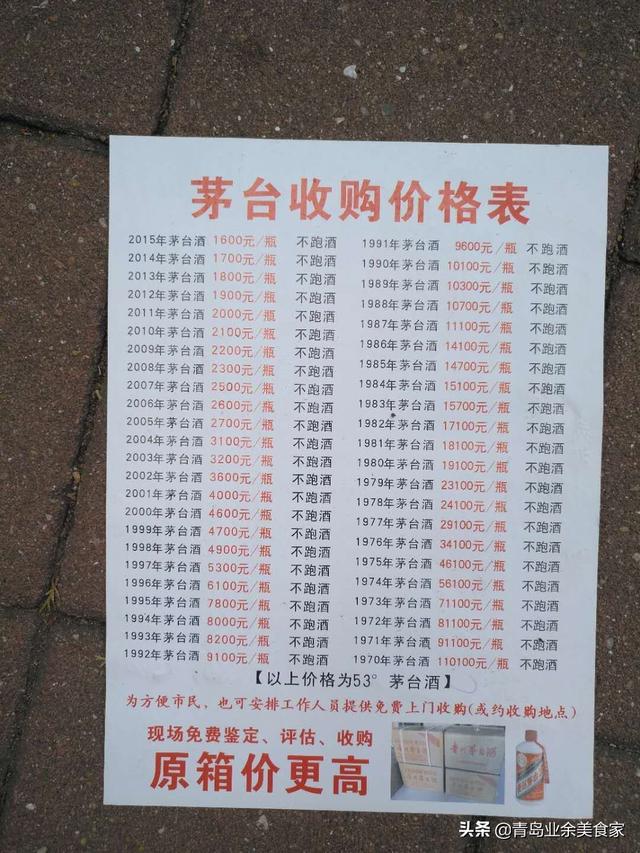 茅台收购价格表
2015年茅台酒 1600元/瓶 不跑酒
2014年茅台酒 1700元/瓶 不跑酒
2013年茅台酒 1800元/瓶 不跑酒
2012年茅台酒 1900元/瓶 不跑酒
2011年茅台酒 2000元/瓶 不跑酒
2010年茅台酒 2100元/瓶 不跑酒
2009年茅台酒 2200元/瓶 不跑酒
2008年茅台酒 2300元/瓶 不跑酒
2007年茅台酒 2500元/瓶 不跑酒
2006年茅台酒 2600元/瓶 不跑酒
2005年茅台酒 2700元/瓶 不跑酒
2004年茅台酒 3100元/瓶 不跑酒
2003年茅台酒 3200元/瓶 不跑酒
2002年茅台酒 3600元/瓶 不跑酒
2001年茅台酒 4000元/瓶 不跑酒
2000年茅台酒 4600元/瓶 不跑酒
1999年茅台酒 4700元/瓶 不跑酒
1998年茅台酒 4900元/瓶 不跑酒
1997年茅台酒 5300元/瓶 不跑酒
1996年茅台酒 6100元/瓶 不跑酒
1995年茅台酒 7800元/瓶 不跑酒
1994年茅台酒 8000元/瓶 不跑酒
1993年茅台酒 8200元/瓶 不跑酒
1992年茅台酒 9100元/瓶 不跑酒
1991年茅台酒 9600元/瓶 不跑酒
1990年茅台酒 10100元/瓶 不跑酒
1989年茅台酒 10300元/瓶 不跑酒
1988年茅台酒 10700元/瓶 不跑酒
1987年茅台酒 11100元/瓶 不跑酒
1986年茅台酒 14100元/瓶 不跑酒
1985年茅台酒 14700元/瓶 不跑酒
1984年茅台酒 15100元/瓶 不跑酒
1983年茅台酒 15700元/瓶 不跑酒
1982年茅台酒 17100元/瓶 不跑酒
1981年茅台酒 18100元/瓶 不跑酒
1980年茅台酒 19100元/瓶 不跑酒
1979年茅台酒 23100元/瓶 不跑酒
1978年茅台酒 24100元/瓶 不跑酒
1977年茅台酒 29100元/瓶 不跑酒
1976年茅台酒 34100元/瓶 不跑酒
1975年茅台酒 46100元/瓶 不跑酒
1974年茅台酒 56100元/瓶 不跑酒
1973年茅台酒 71100元/瓶 不跑酒
1972年茅台酒 81100元/瓶 不跑酒
1971年茅台酒 91100元/瓶 不跑酒
1970年茅台酒 110100元/瓶 不跑酒
【以上价格为53°茅台酒】
为方便市民、也可安排工作人员提供免费上门收购(或约收购地点)
现场免费鉴定、评估、收购
原箱价更高
贵州茅台酒
头条 @青岛业余美食家